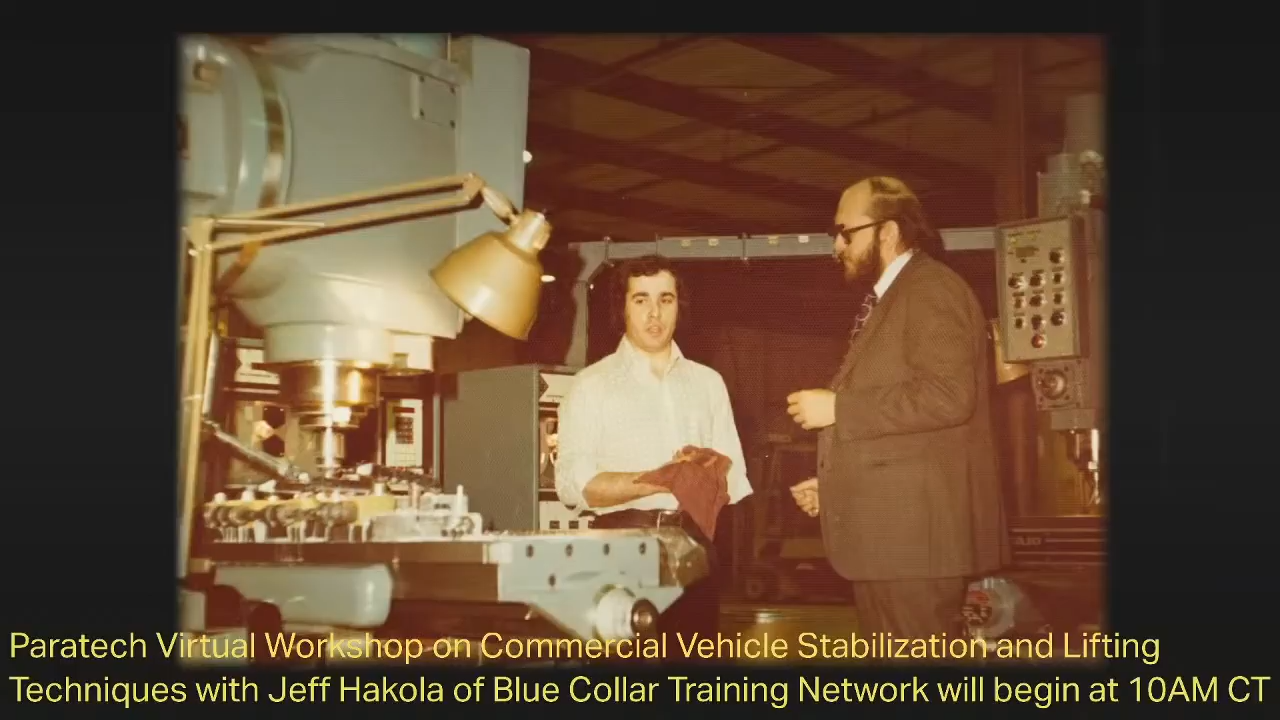 Paratech Virtual Workshop on Commercial Vehicle Stabilization and Lifting
Techniques with Jeff Hakola of Blue Collar Training Network will begin at 10AM CT